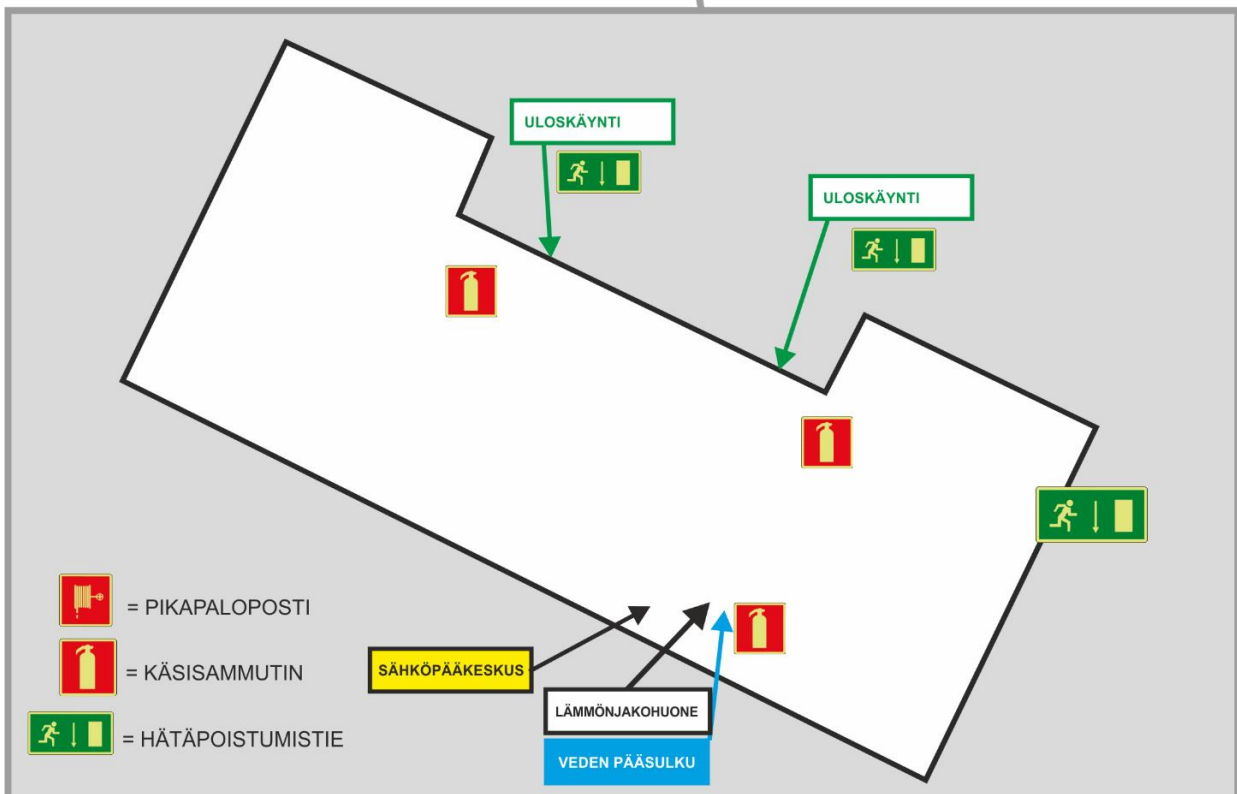 ULOSKÄYNTI
ULOSKÄYNTI
= PIKAPALOPOSTI
= KÄSISAMMUTIN
= HÄTÄPOISTUMISTIE
SÄHKÖPÄÄKESKUS
LÄMMÖNJAKOHUONE
VEDEN PÄÄSULKU